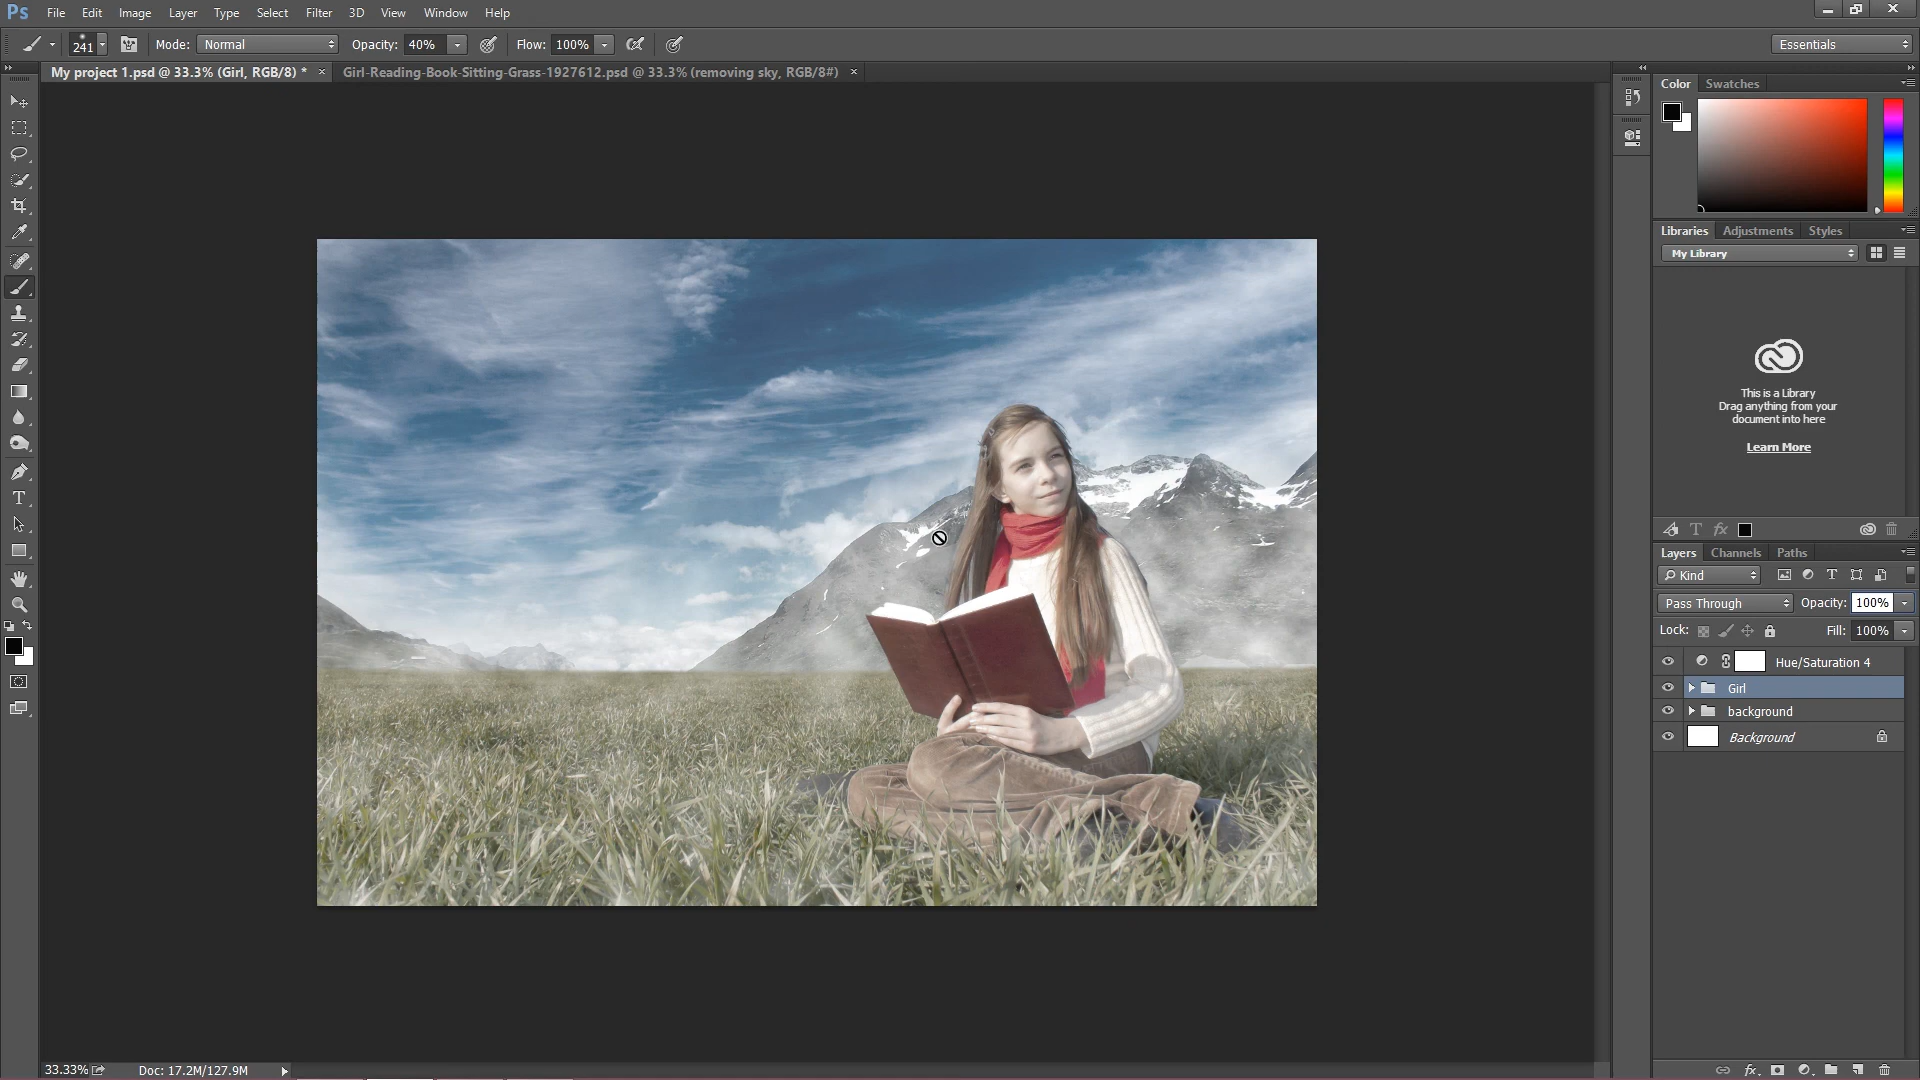 Ps File Edit Image Layer Type Select Filter 3D View Window Help
241 Mode: Normal Opacity: 40% Flow: 100% Essentials
My project 1.psd @ 33.3% (Girl, RGB/8) * × Girl-Reading-Book-Sitting-Grass-1927612.psd @ 33.3% (removing sky, RGB/8#) ×
Color Swatches
Libraries Adjustments Styles
My Library
This is a Library
Drag anything from your
document into here
Learn More
Layers Channels Paths
Kind
Pass Through Opacity: 100%
Lock: Fill: 100%
Hue/Saturation 4
Girl
background
Background
33.33% Doc: 17.2M/127.9M